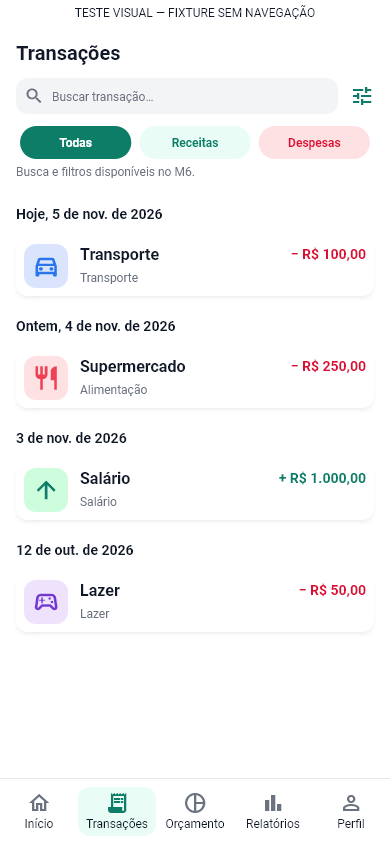 TESTE VISUAL — FIXTURE SEM NAVEGAÇÃO
Transações
Buscar transação…
Todas
Receitas
Despesas
Busca e filtros disponíveis no M6.
Hoje, 5 de nov. de 2026
Transporte
− R$ 100,00
Transporte
Ontem, 4 de nov. de 2026
Supermercado
− R$ 250,00
Alimentação
3 de nov. de 2026
Salário
+ R$ 1.000,00
Salário
12 de out. de 2026
Lazer
− R$ 50,00
Lazer
Início
Transações
Orçamento
Relatórios
Perfil